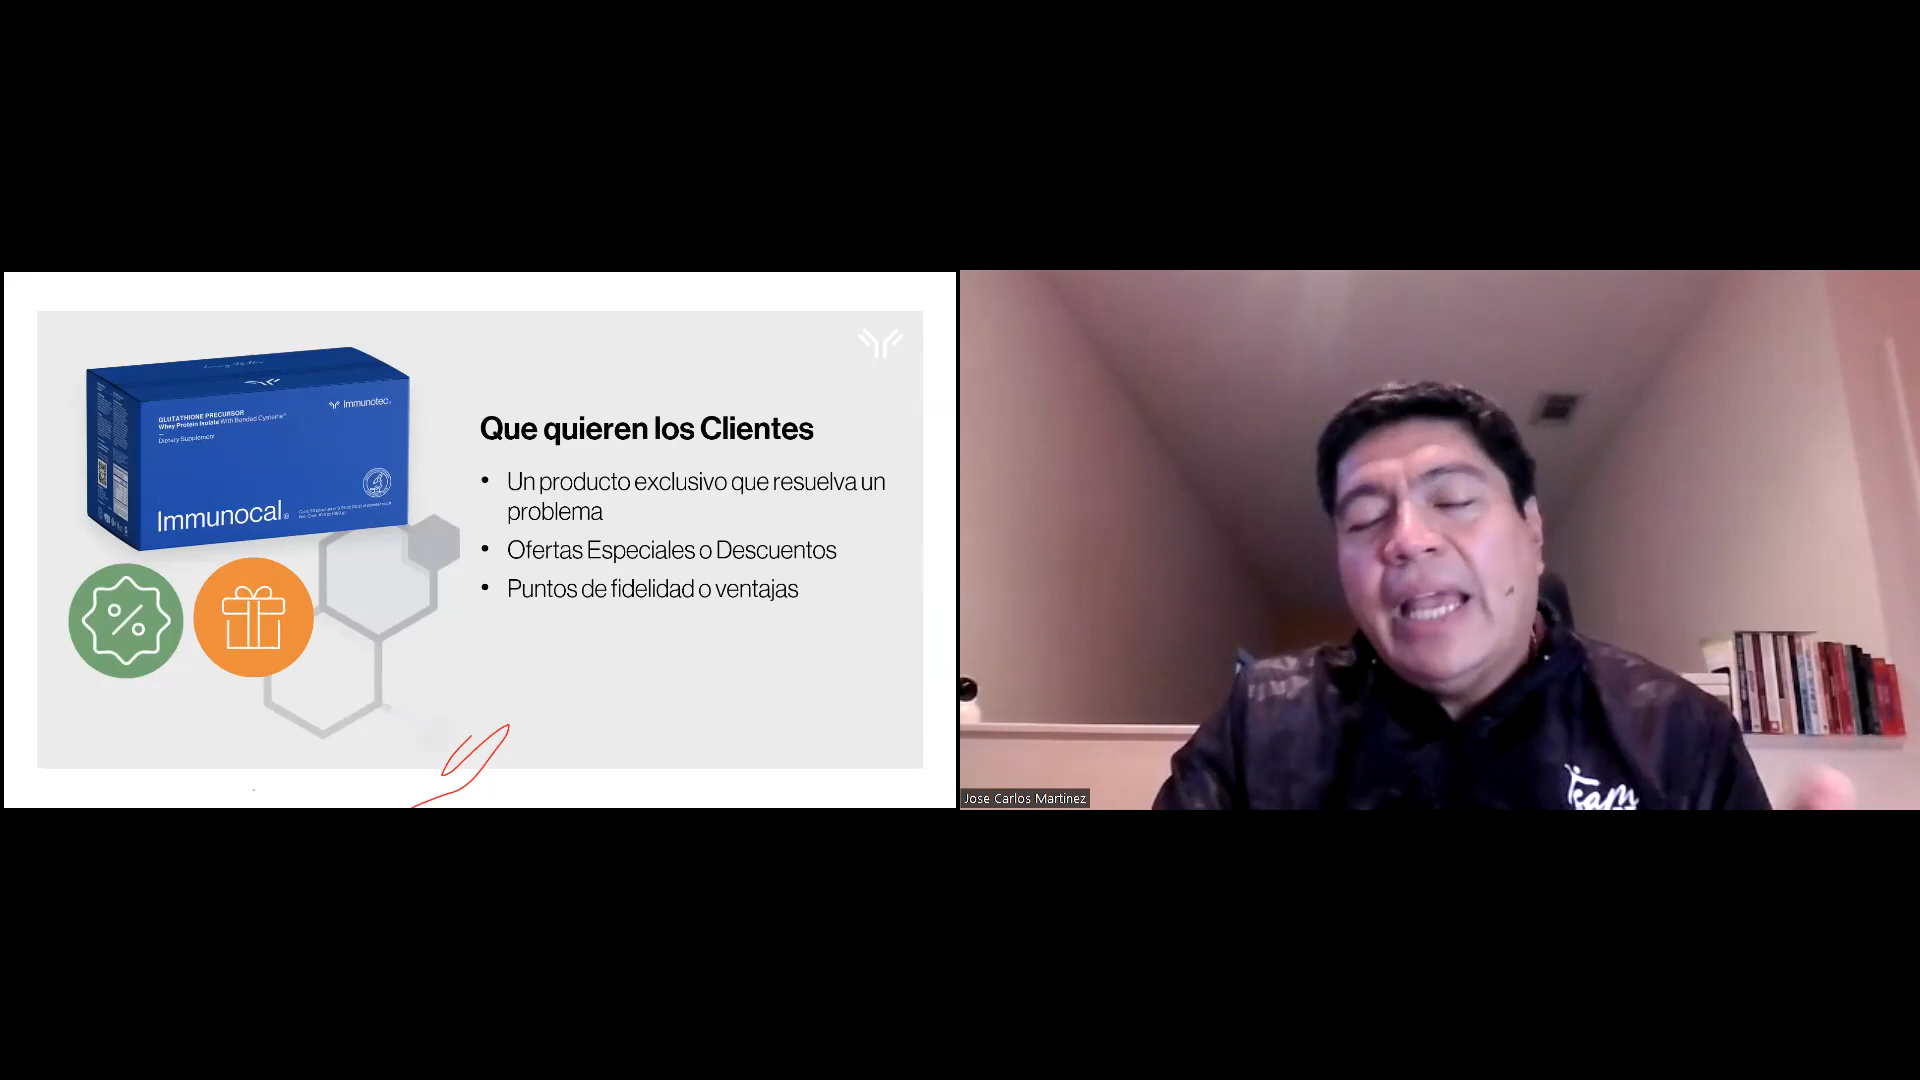 GLUTATHIONE PRECURSOR
Whey Protein Isolate With Bonded Cysteine®
Dietary Supplement
Immunotec®
Immunocal®
Que quieren los Clientes
• Un producto exclusivo que resuelva un
problema
• Ofertas Especiales o Descuentos
• Puntos de fidelidad o ventajas
Jose Carlos Martinez
Team